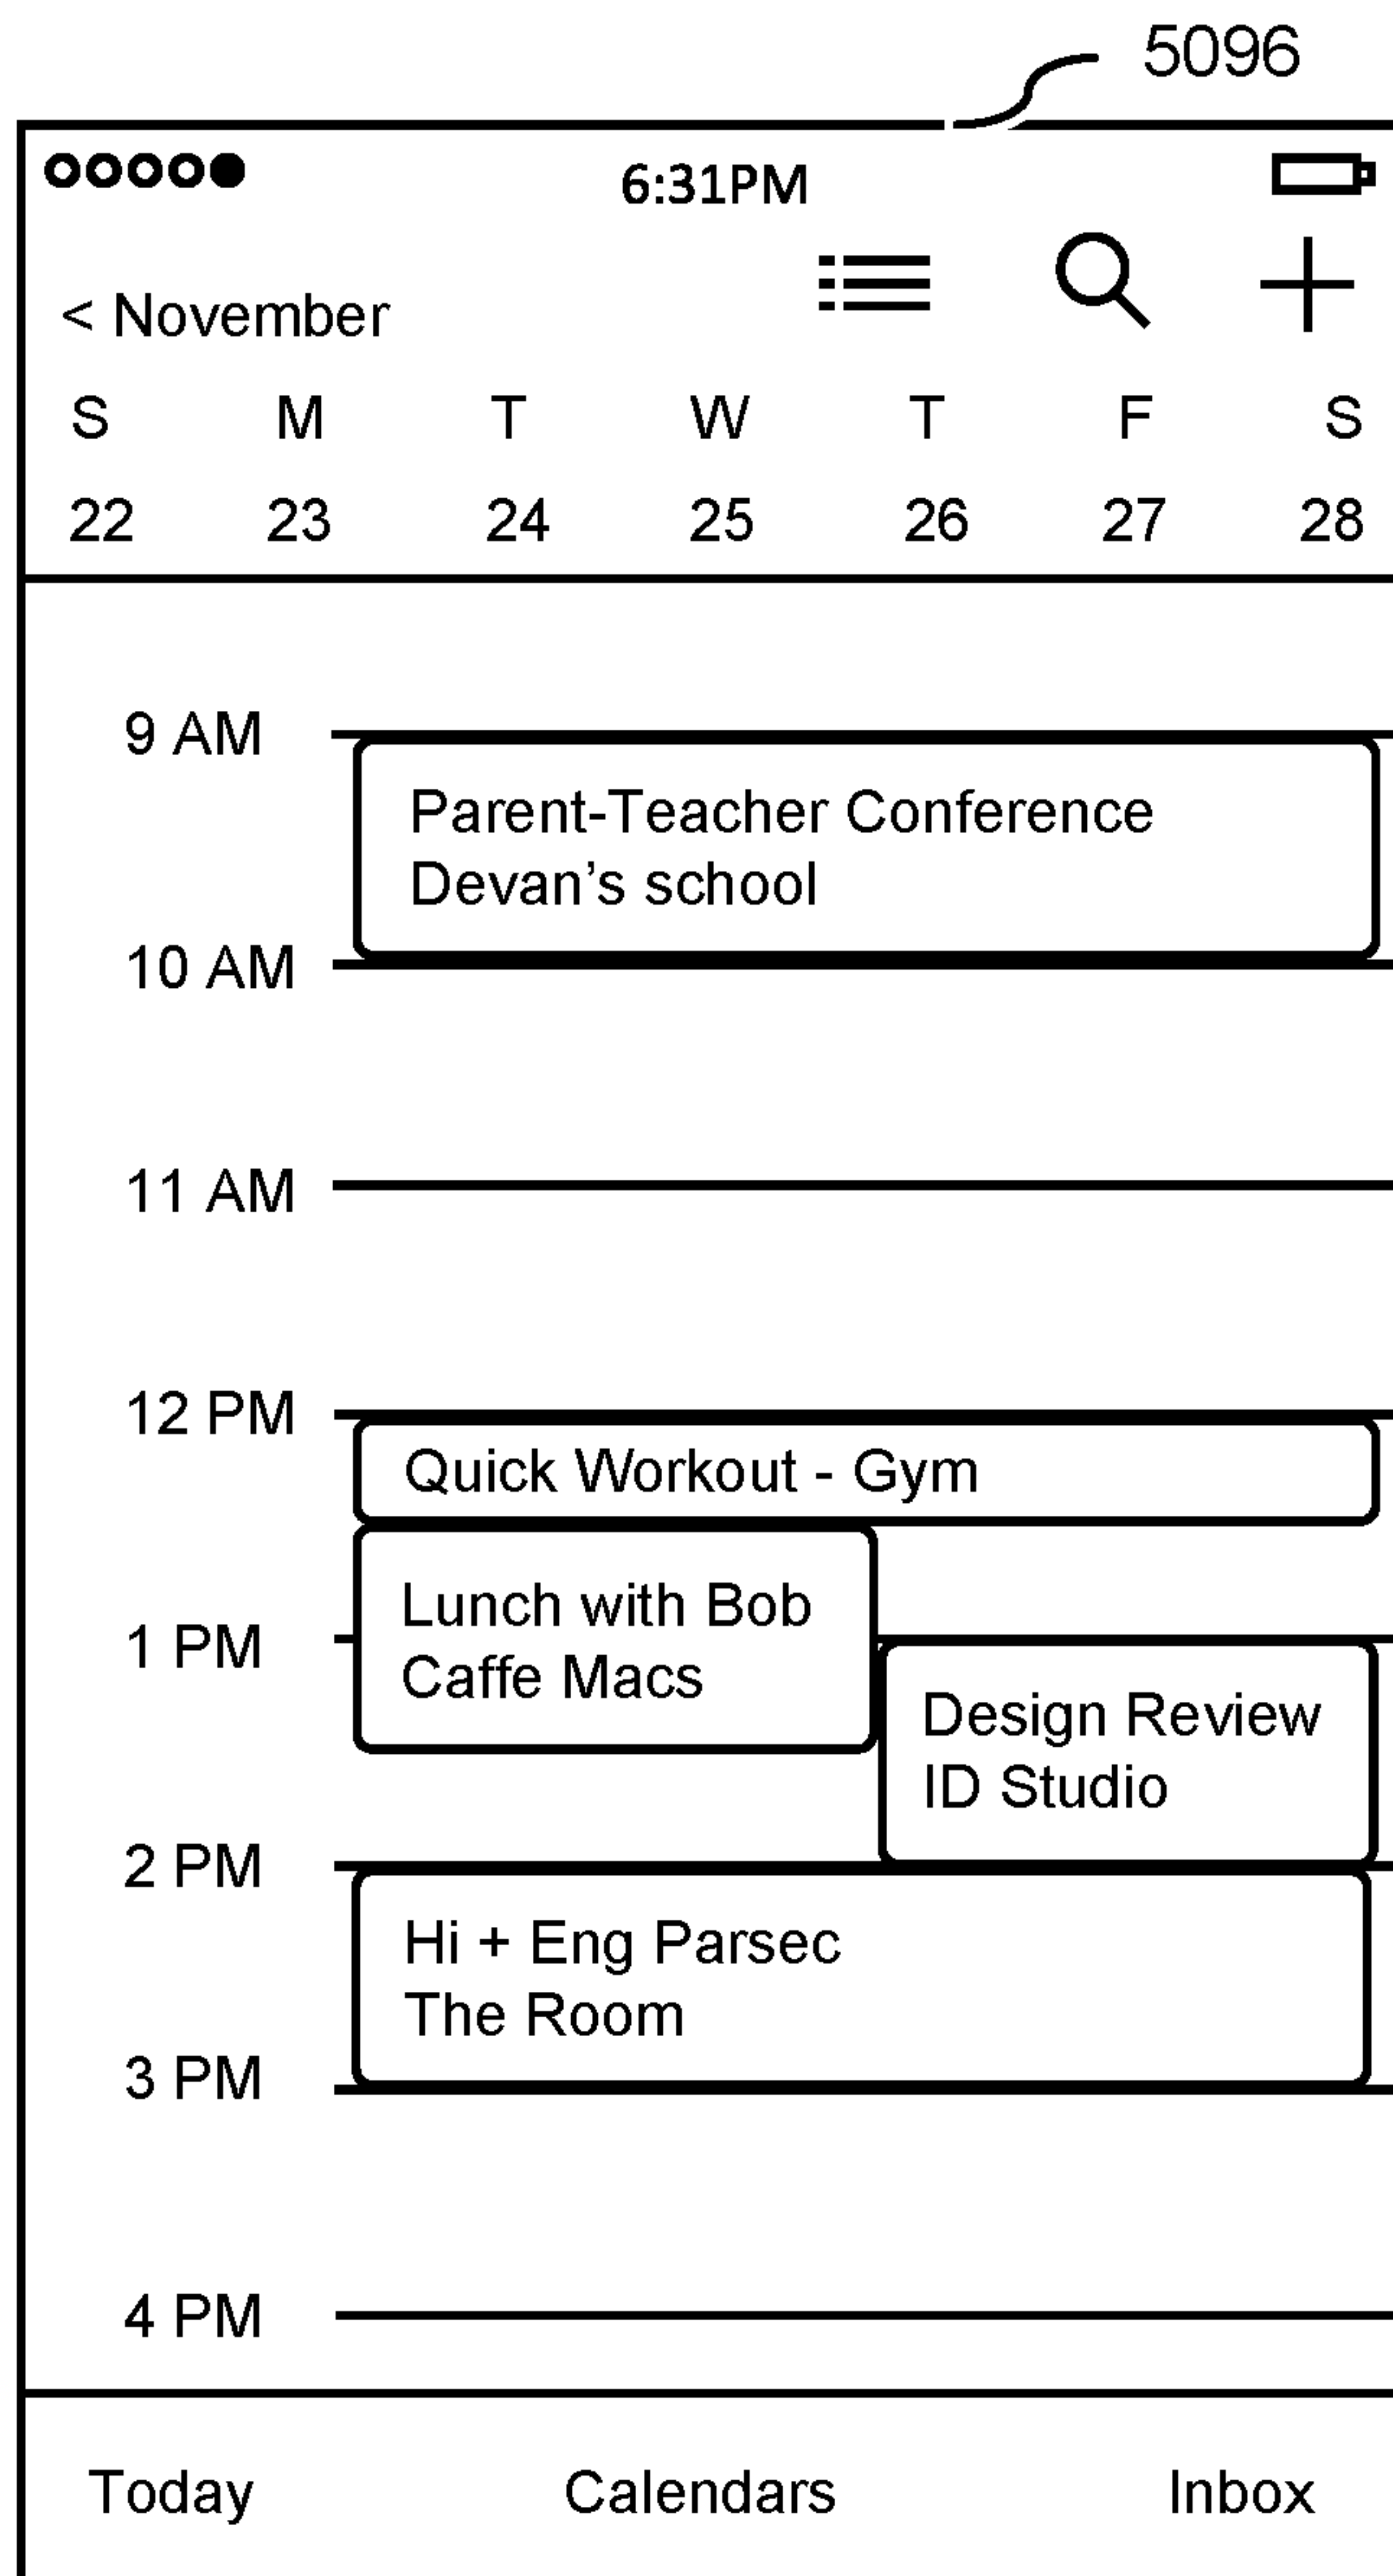 5096
6:31PM
< November
S M T W T F S
22 23 24 25 26 27 28
9 AM
Parent-Teacher Conference
Devan’s school
10 AM
11 AM
12 PM
Quick Workout - Gym
Lunch with Bob
Caffe Macs
1 PM
Design Review
ID Studio
2 PM
Hi + Eng Parsec
The Room
3 PM
4 PM
Today Calendars Inbox